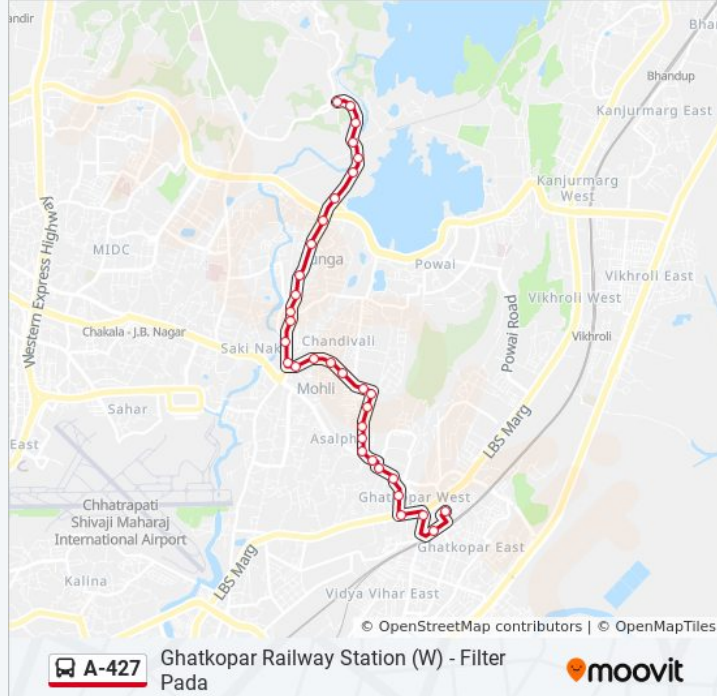 andir
Bha
Bhandup
Kanjurmarg East
Kanjurmarg
West
Western Express Highway
MIDC
unga
Powai
Vikhroli East
Vikhroli West
Powai Road
Chakala - J.B. Nagar
Saki Nak
Chandivali
Vikhroli
Mohli
Sahar
East
Asalph
LBS Marg
Ghatkopar West
Chhatrapati
Shivaji Maharaj
International Airport
Ghatkopar East
LBS Marg
Kalina
Vidya Vihar East
© OpenStreetMap contributors | © OpenMapTiles
A-427
Ghatkopar Railway Station (W) - Filter
Pada
moovit